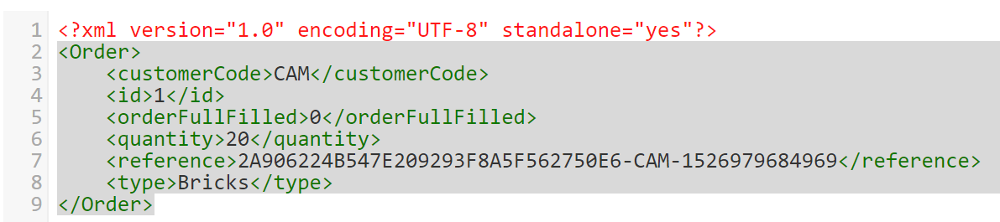 1 <?xml version="1.0" encoding="UTF-8" standalone="yes"?>
2 <Order>
3 <customerCode>CAM</customerCode>
4 <id>1</id>
5 <orderFullFilled>0</orderFullFilled>
6 <quantity>20</quantity>
7 <reference>2A906224B547E209293F8A5F562750E6-CAM-1526979684969</reference>
8 <type>Bricks</type>
9 </Order>